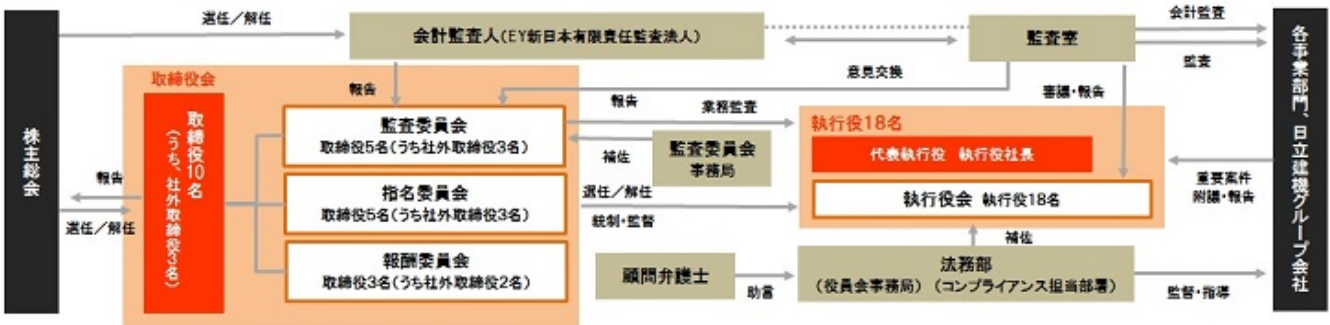 選任／解任
会計監査人(EY新日本有限責任監査法人)
監査室
会計監査
監査
意見交換
報告
報告
審議・報告
株主総会
報告
選任／解任
取締役会
取締役10名
(うち、社外取締役3名)
監査委員会
取締役5名(うち社外取締役3名)
指名委員会
取締役5名(うち社外取締役3名)
報酬委員会
取締役3名(うち社外取締役2名)
業務監査
補佐
監査委員会
事務局
選任／解任
統制・監督
執行役18名
代表執行役 執行役社長
執行役会 執行役18名
補佐
顧問弁護士
助言
法務部
(役員会事務局) (コンプライアンス担当部署)
重要案件
附議・報告
監督・指導
各事業部門、日立建機グループ会社